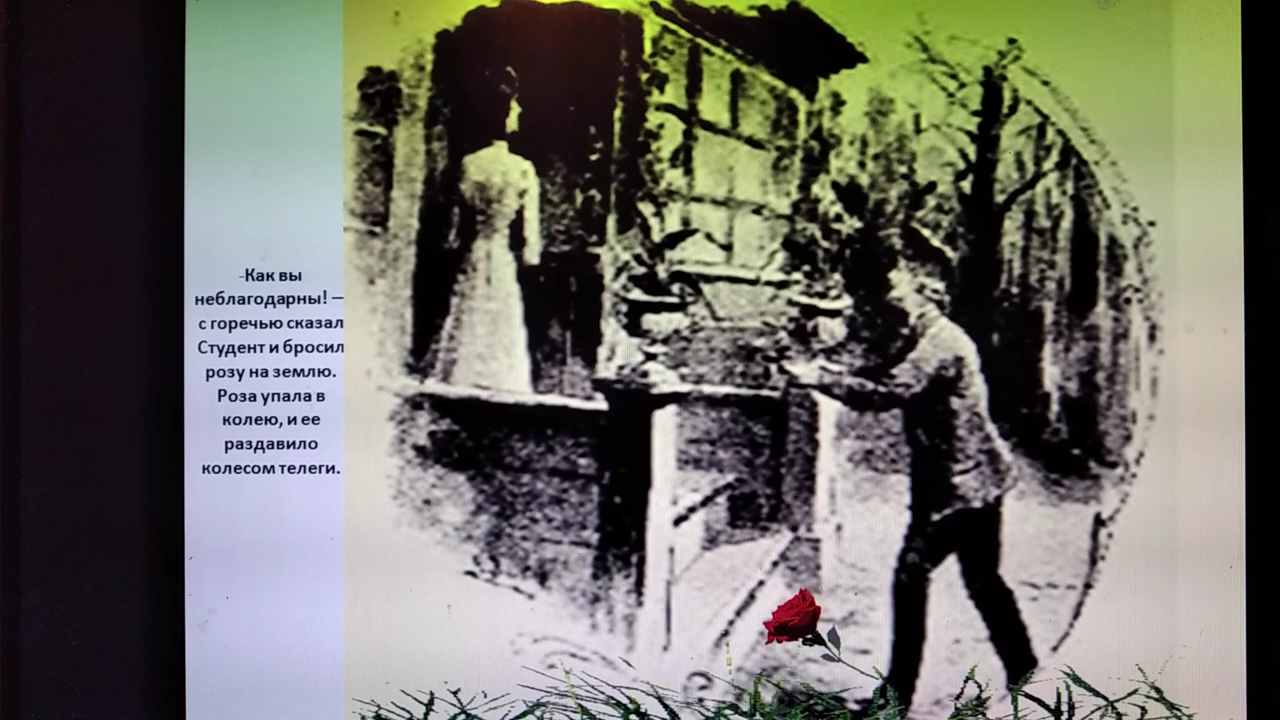 -Как вы
неблагодарны! —
с горечью сказал
Студент и бросил
розу на землю.
Роза упала в
колею, и ее
раздавило
колесом телеги.